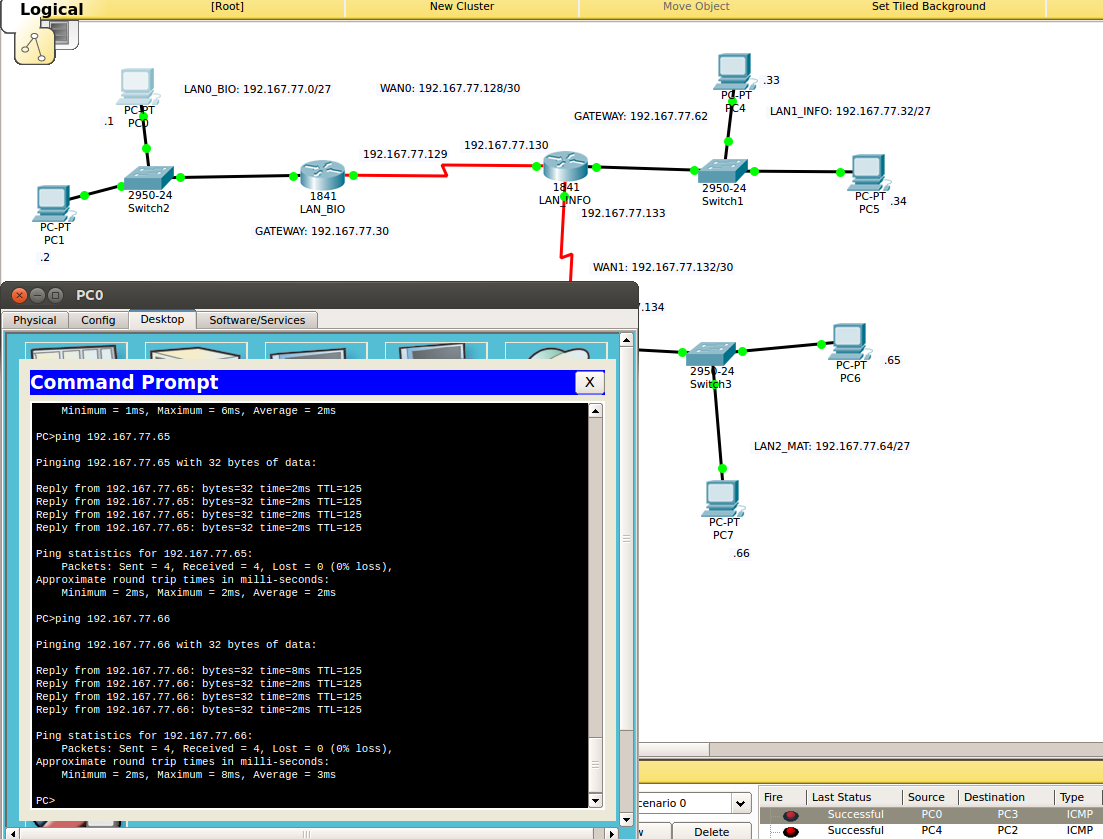 Logical
[Root]
New Cluster
Move Object
Set Tiled Background
LAN0_BIO: 192.167.77.0/27
WAN0: 192.167.77.128/30
.33
PC-PT
PC4
LAN1_INFO: 192.167.77.32/27
GATEWAY: 192.167.77.62
PC-PT
PC0
.1
192.167.77.129
192.167.77.130
2950-24
Switch2
1841
LAN_BIO
1841
LAN_INFO
2950-24
Switch1
PC-PT
PC5
.34
PC-PT
PC1
.2
GATEWAY: 192.167.77.30
192.167.77.133
WAN1: 192.167.77.132/30
.134
2950-24
Switch3
PC-PT
PC6
.65
LAN2_MAT: 192.167.77.64/27
PC-PT
PC7
.66
PC0
Physical
Config
Desktop
Software/Services
Command Prompt
X
Minimum = 1ms, Maximum = 6ms, Average = 2ms
PC>ping 192.167.77.65
Pinging 192.167.77.65 with 32 bytes of data:
Reply from 192.167.77.65: bytes=32 time=2ms TTL=125
Reply from 192.167.77.65: bytes=32 time=2ms TTL=125
Reply from 192.167.77.65: bytes=32 time=2ms TTL=125
Reply from 192.167.77.65: bytes=32 time=2ms TTL=125
Ping statistics for 192.167.77.65:
Packets: Sent = 4, Received = 4, Lost = 0 (0% loss),
Approximate round trip times in milli-seconds:
Minimum = 2ms, Maximum = 2ms, Average = 2ms
PC>ping 192.167.77.66
Pinging 192.167.77.66 with 32 bytes of data:
Reply from 192.167.77.66: bytes=32 time=8ms TTL=125
Reply from 192.167.77.66: bytes=32 time=2ms TTL=125
Reply from 192.167.77.66: bytes=32 time=2ms TTL=125
Reply from 192.167.77.66: bytes=32 time=2ms TTL=125
Ping statistics for 192.167.77.66:
Packets: Sent = 4, Received = 4, Lost = 0 (0% loss),
Approximate round trip times in milli-seconds:
Minimum = 2ms, Maximum = 8ms, Average = 3ms
PC>
cenario 0
w
Delete
Fire Last Status Source Destination Type
Successful PC0 PC3 ICMP
Successful PC4 PC2 ICMP